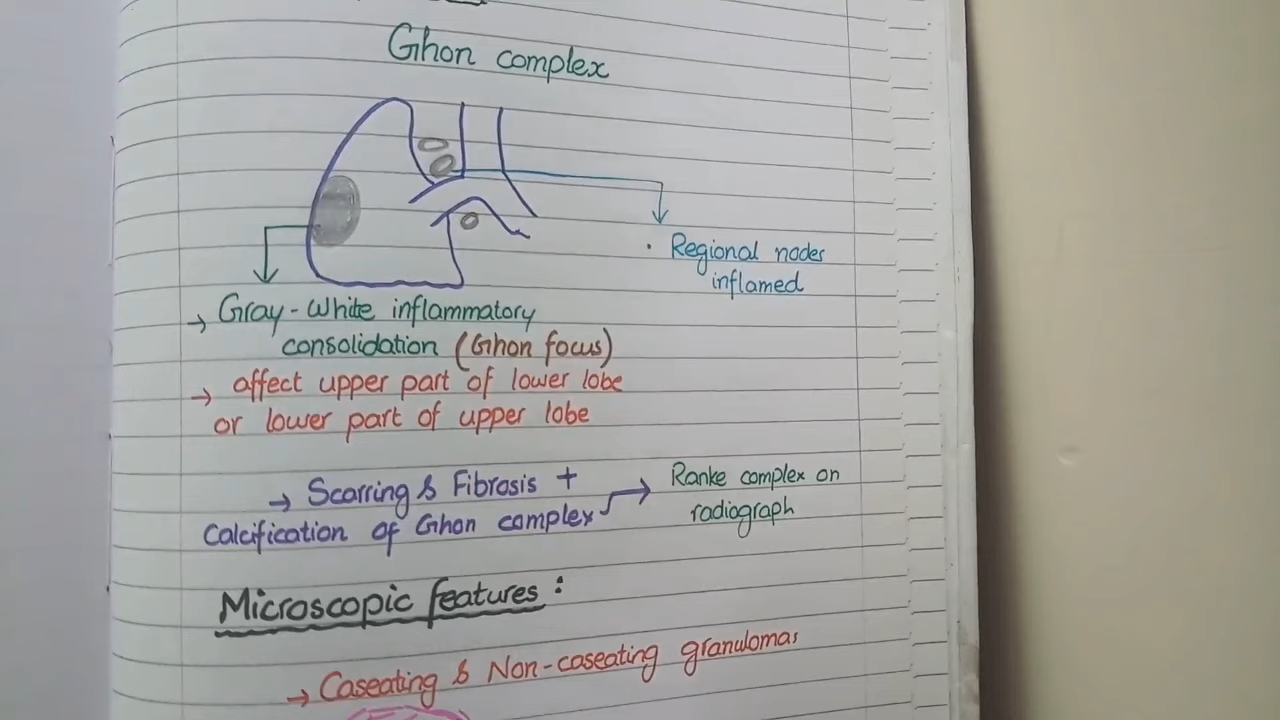 Ghon complex
· Regional nodes
inflamed
→ Gray-White inflammatory
consolidation (Ghon focus)
→ affect upper part of lower lobe
or lower part of upper lobe
→ Scarring & Fibrosis +
Calcification of Ghon complex → Ranke complex on
radiograph
Microscopic features :
→ Caseating & Non-caseating granulomas